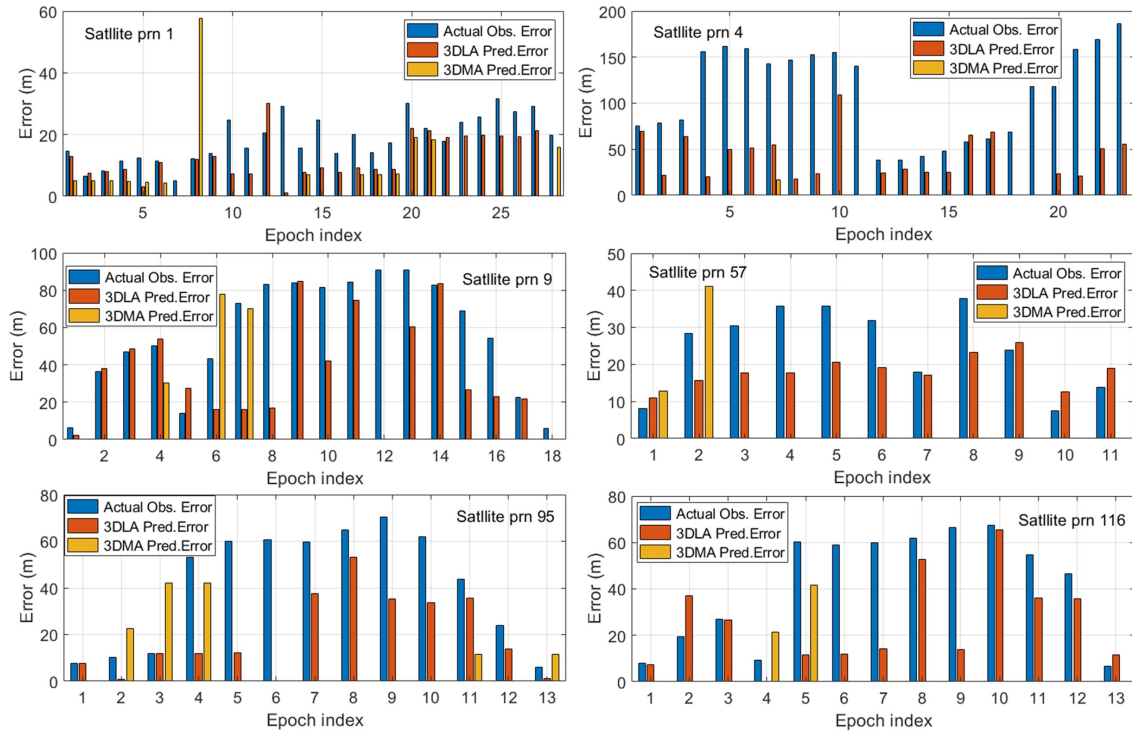 Satllite prn 1
Actual Obs. Error
3DLA Pred.Error
3DMA Pred.Error
Error (m)
60
40
20
0
5 10 15 20 25
Epoch index
Satllite prn 4
Actual Obs. Error
3DLA Pred.Error
3DMA Pred.Error
Error (m)
200
150
100
50
0
5 10 15 20
Epoch index
Satllite prn 9
Actual Obs. Error
3DLA Pred.Error
3DMA Pred.Error
Error (m)
100
80
60
40
20
0
2 4 6 8 10 12 14 16 18
Epoch index
Satllite prn 57
Actual Obs. Error
3DLA Pred.Error
3DMA Pred.Error
Error (m)
50
40
30
20
10
0
1 2 3 4 5 6 7 8 9 10 11
Epoch index
Satllite prn 95
Actual Obs. Error
3DLA Pred.Error
3DMA Pred.Error
Error (m)
80
60
40
20
0
1 2 3 4 5 6 7 8 9 10 11 12 13
Epoch index
Satllite prn 116
Actual Obs. Error
3DLA Pred.Error
3DMA Pred.Error
Error (m)
80
60
40
20
0
1 2 3 4 5 6 7 8 9 10 11 12 13
Epoch index